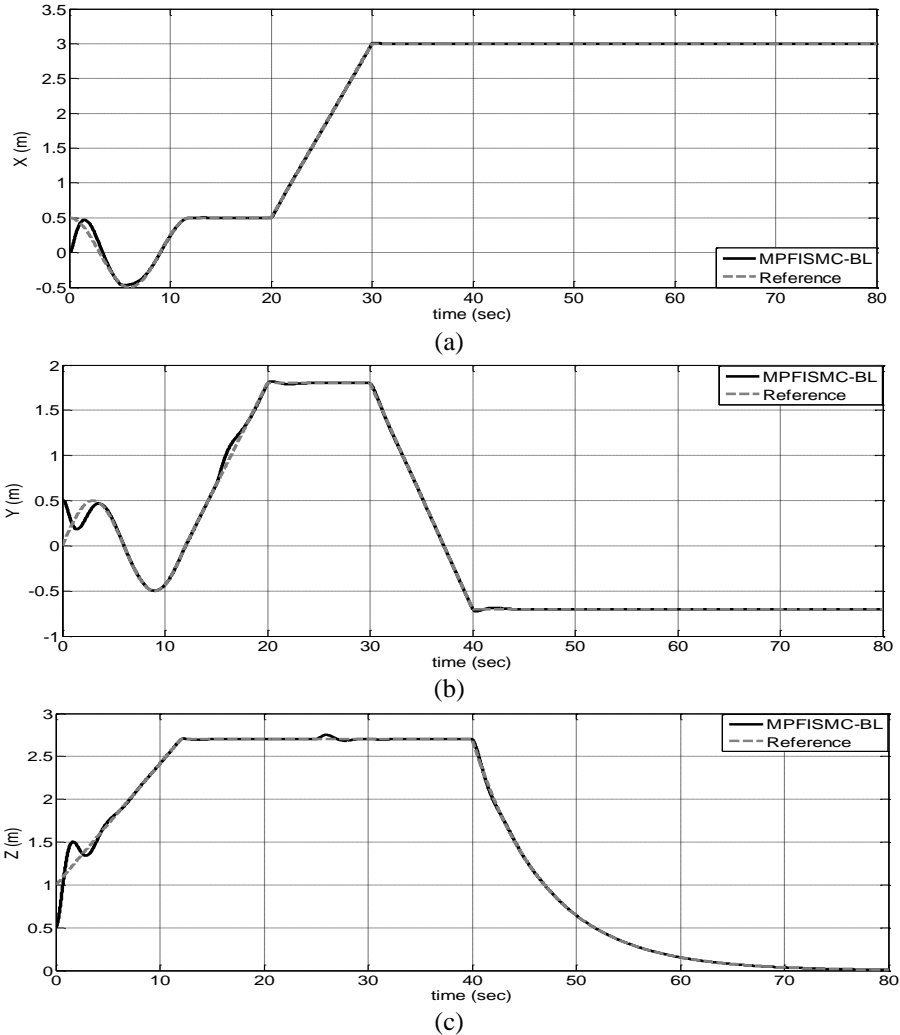 3.5
3
2.5
2
1.5
1
0.5
0
-0.5
X (m)
0 10 20 30 40 50 60 70 80
time (sec)
MPFISMC-BL
Reference
(a)
2
1.5
1
0.5
0
-0.5
-1
Y (m)
0 10 20 30 40 50 60 70 80
time (sec)
MPFISMC-BL
Reference
(b)
3
2.5
2
1.5
1
0.5
0
Z (m)
0 10 20 30 40 50 60 70 80
time (sec)
MPFISMC-BL
Reference
(c)